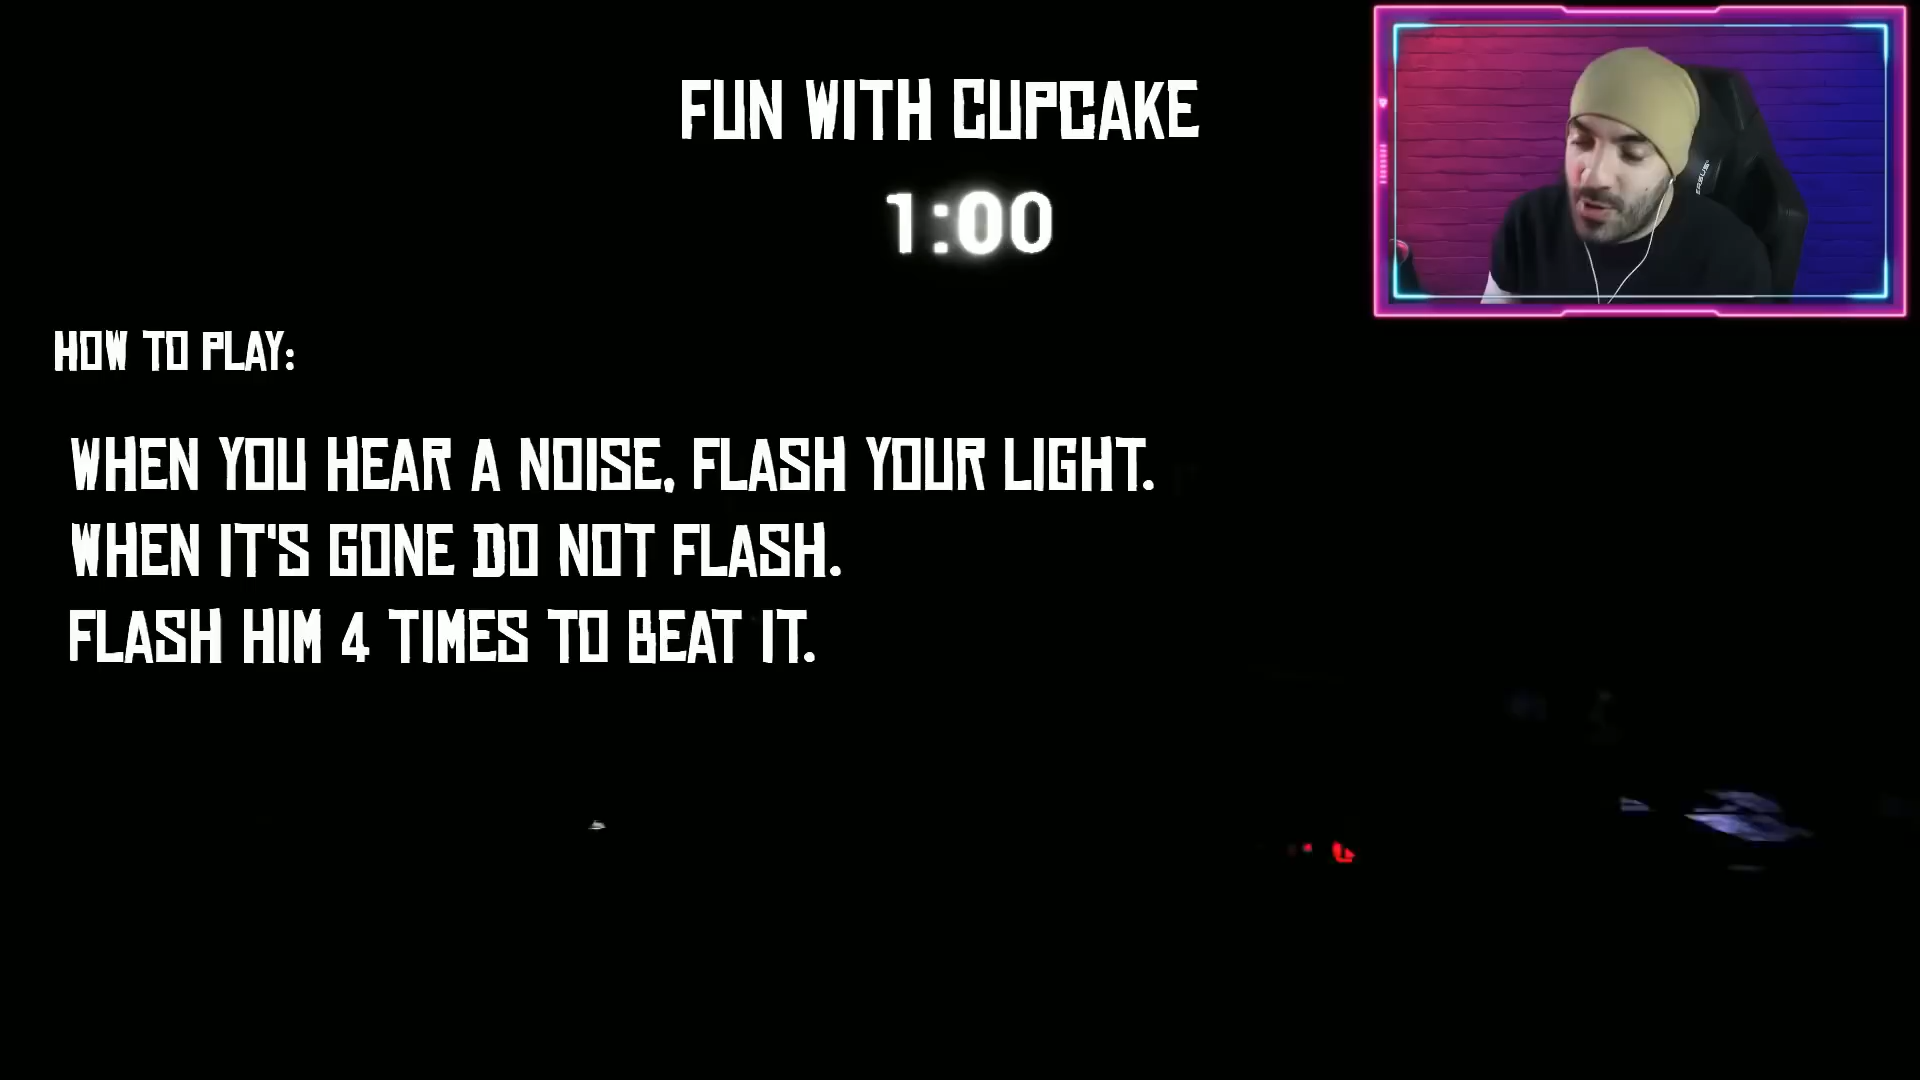 FUN WITH CUPCAKE
1:00
HOW TO PLAY:
WHEN YOU HEAR A NOISE, FLASH YOUR LIGHT.
WHEN IT'S GONE DO NOT FLASH.
FLASH HIM 4 TIMES TO BEAT IT.